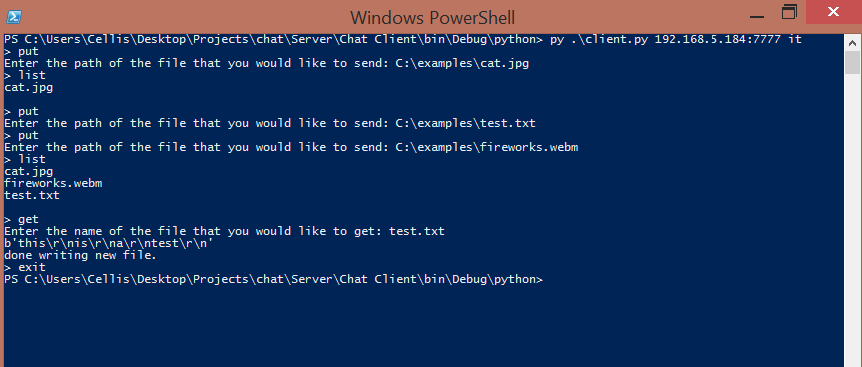 Windows PowerShell
PS C:\Users\Cellis\Desktop\Projects\chat\Server\Chat Client\bin\Debug\python> py .\client.py 192.168.5.184:7777 it
> put
Enter the path of the file that you would like to send: C:\examples\cat.jpg
> list
cat.jpg

> put
Enter the path of the file that you would like to send: C:\examples\test.txt
> put
Enter the path of the file that you would like to send: C:\examples\fireworks.webm
> list
cat.jpg
fireworks.webm
test.txt

> get
Enter the name of the file that you would like to get: test.txt
b'this\r\nis\r\na\r\ntest\r\n'
done writing new file.
> exit
PS C:\Users\Cellis\Desktop\Projects\chat\Server\Chat Client\bin\Debug\python>